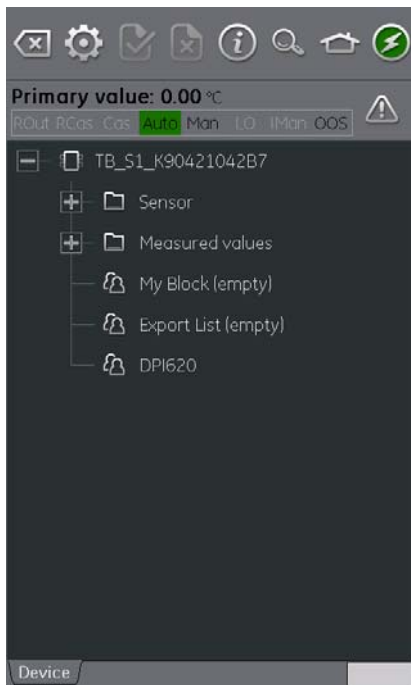 Primary value: 0.00 °C
ROut RCas Cas Auto Man LO IMan OOS
TB_S1_K90421042B7
Sensor
Measured values
My Block (empty)
Export List (empty)
DPI620
Device